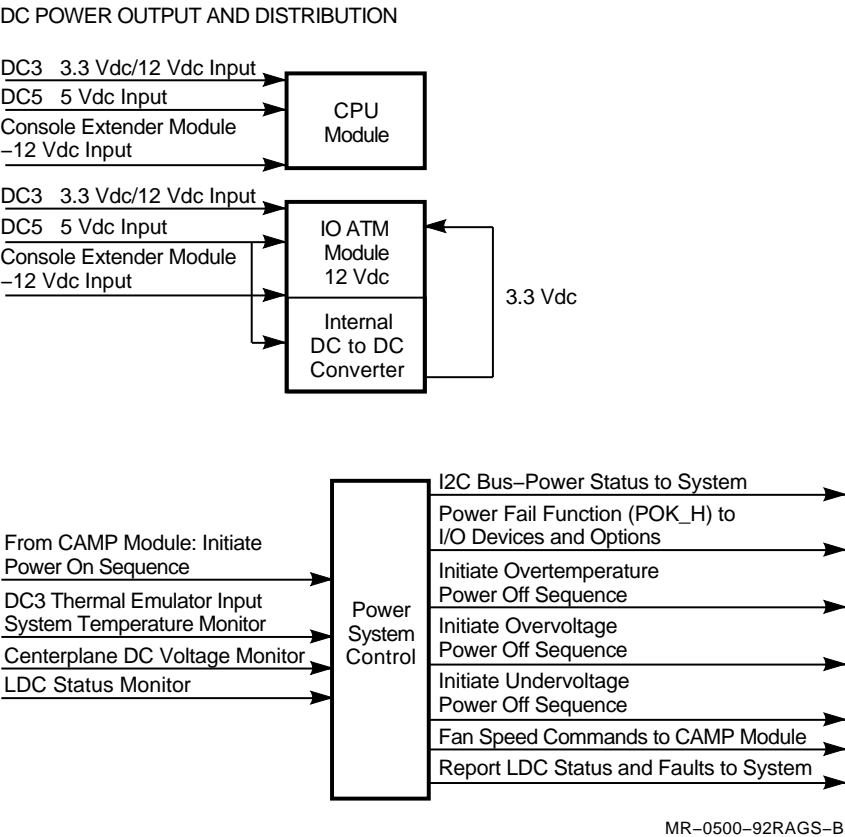 DC POWER OUTPUT AND DISTRIBUTION
DC3 3.3 Vdc/12 Vdc Input
DC5 5 Vdc Input
Console Extender Module
−12 Vdc Input
CPU
Module
DC3 3.3 Vdc/12 Vdc Input
DC5 5 Vdc Input
Console Extender Module
−12 Vdc Input
IO ATM
Module
12 Vdc
Internal
DC to DC
Converter
3.3 Vdc
From CAMP Module: Initiate
Power On Sequence
DC3 Thermal Emulator Input
System Temperature Monitor
Centerplane DC Voltage Monitor
LDC Status Monitor
Power
System
Control
I2C Bus−Power Status to System
Power Fail Function (POK_H) to
I/O Devices and Options
Initiate Overtemperature
Power Off Sequence
Initiate Overvoltage
Power Off Sequence
Initiate Undervoltage
Power Off Sequence
Fan Speed Commands to CAMP Module
Report LDC Status and Faults to System
MR−0500−92RAGS−B